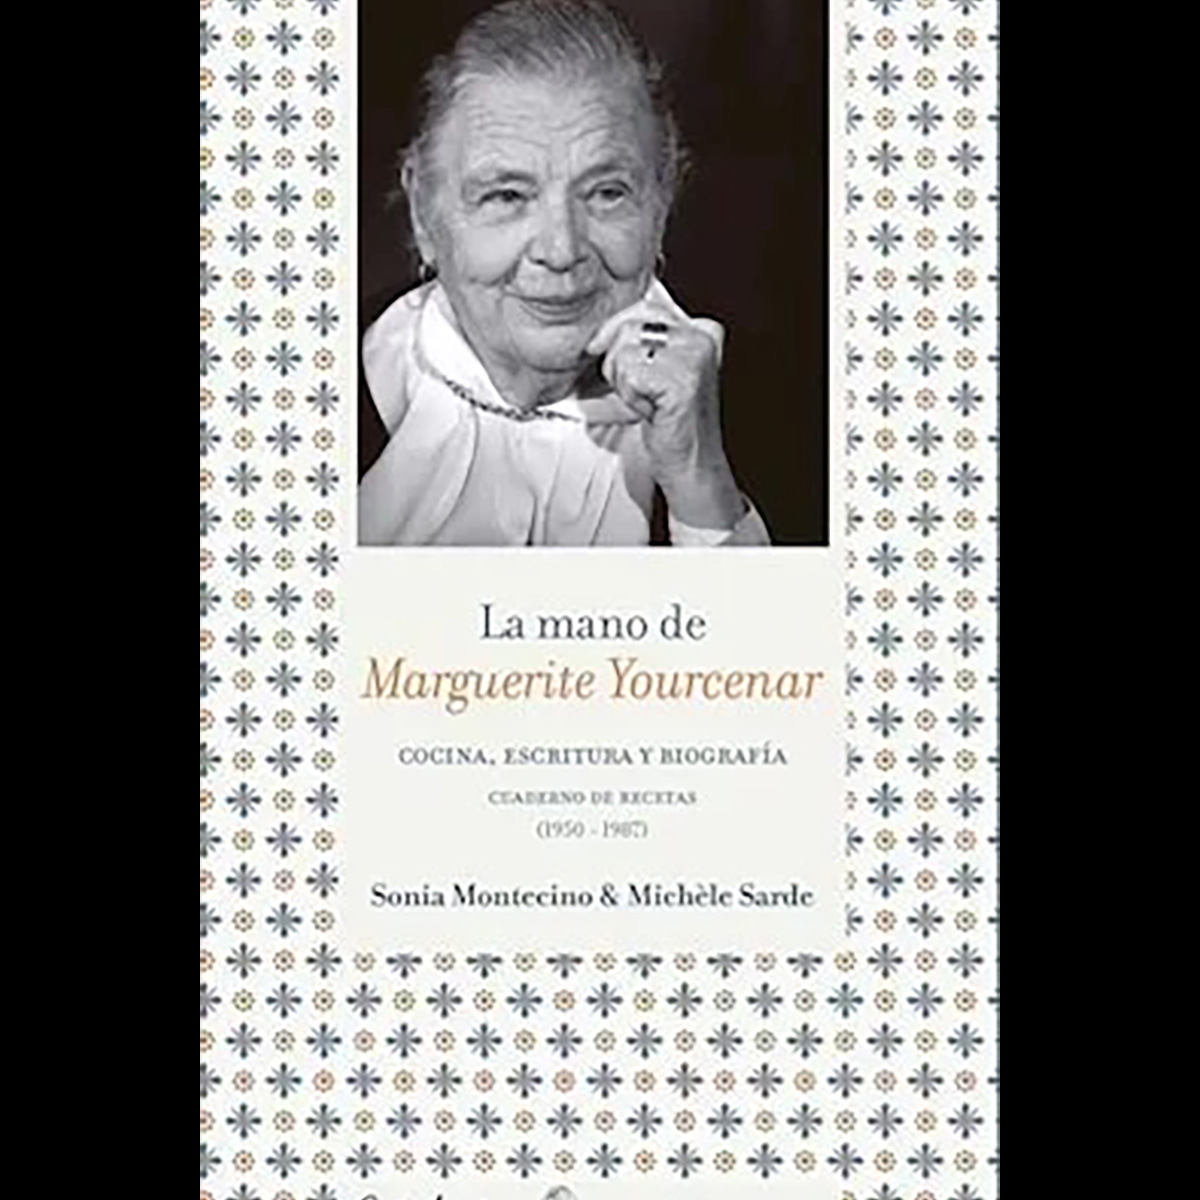 La mano de
Marguerite Yourcenar
COCINA, ESCRITURA Y BIOGRAFÍA
CUADERNO DE RECETAS
(1950 - 1987)
Sonia Montecino & Michèle Sarde